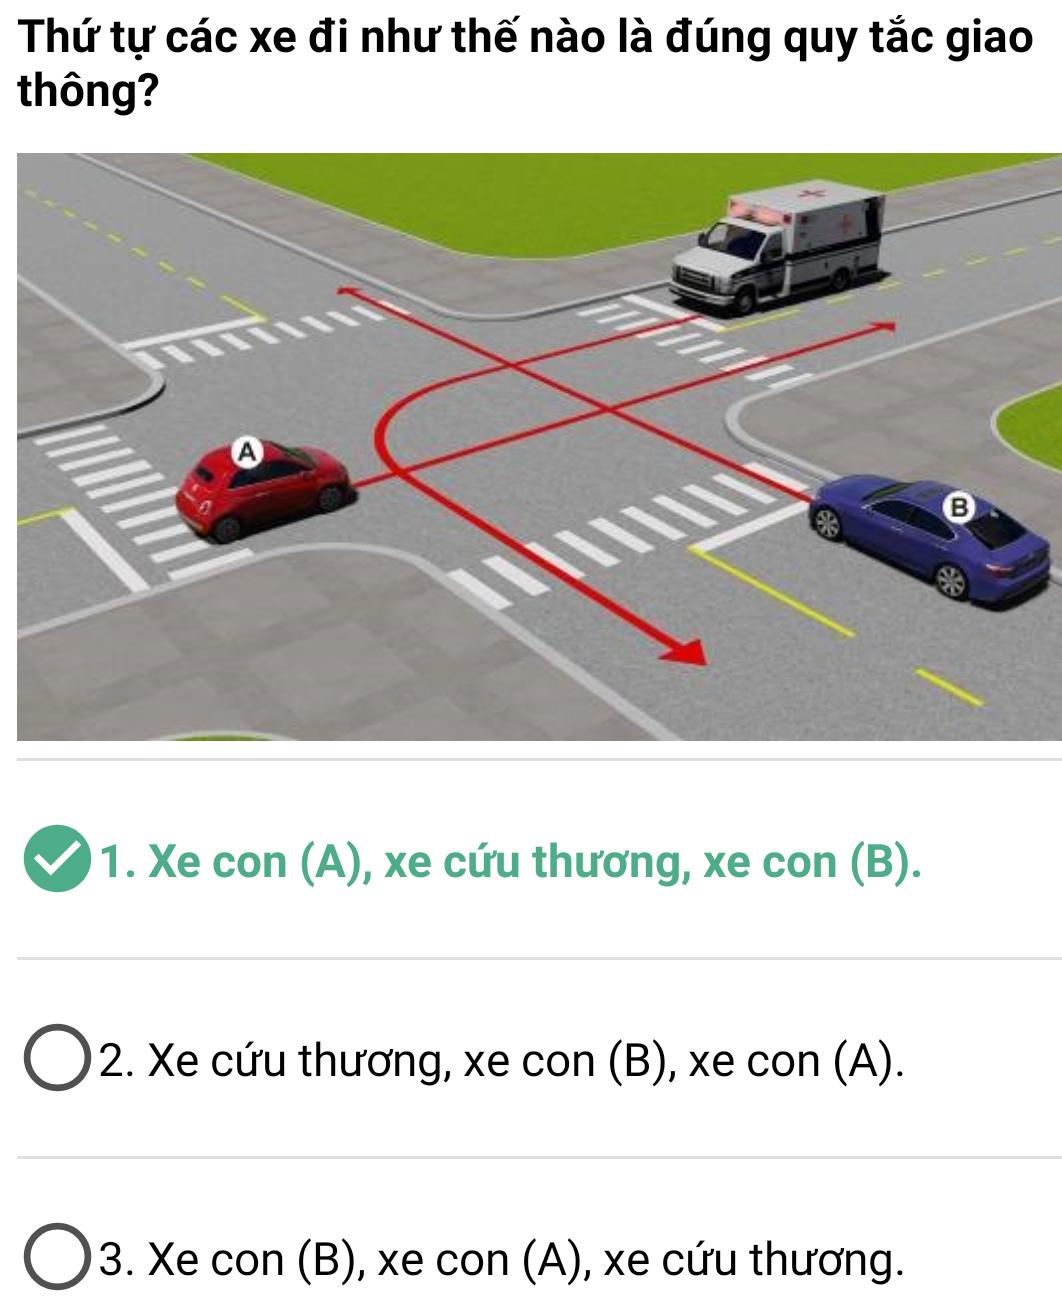 Thứ tự các xe đi như thế nào là đúng quy tắc giao
thông?
A
B
1. Xe con (A), xe cứu thương, xe con (B).
2. Xe cứu thương, xe con (B), xe con (A).
3. Xe con (B), xe con (A), xe cứu thương.